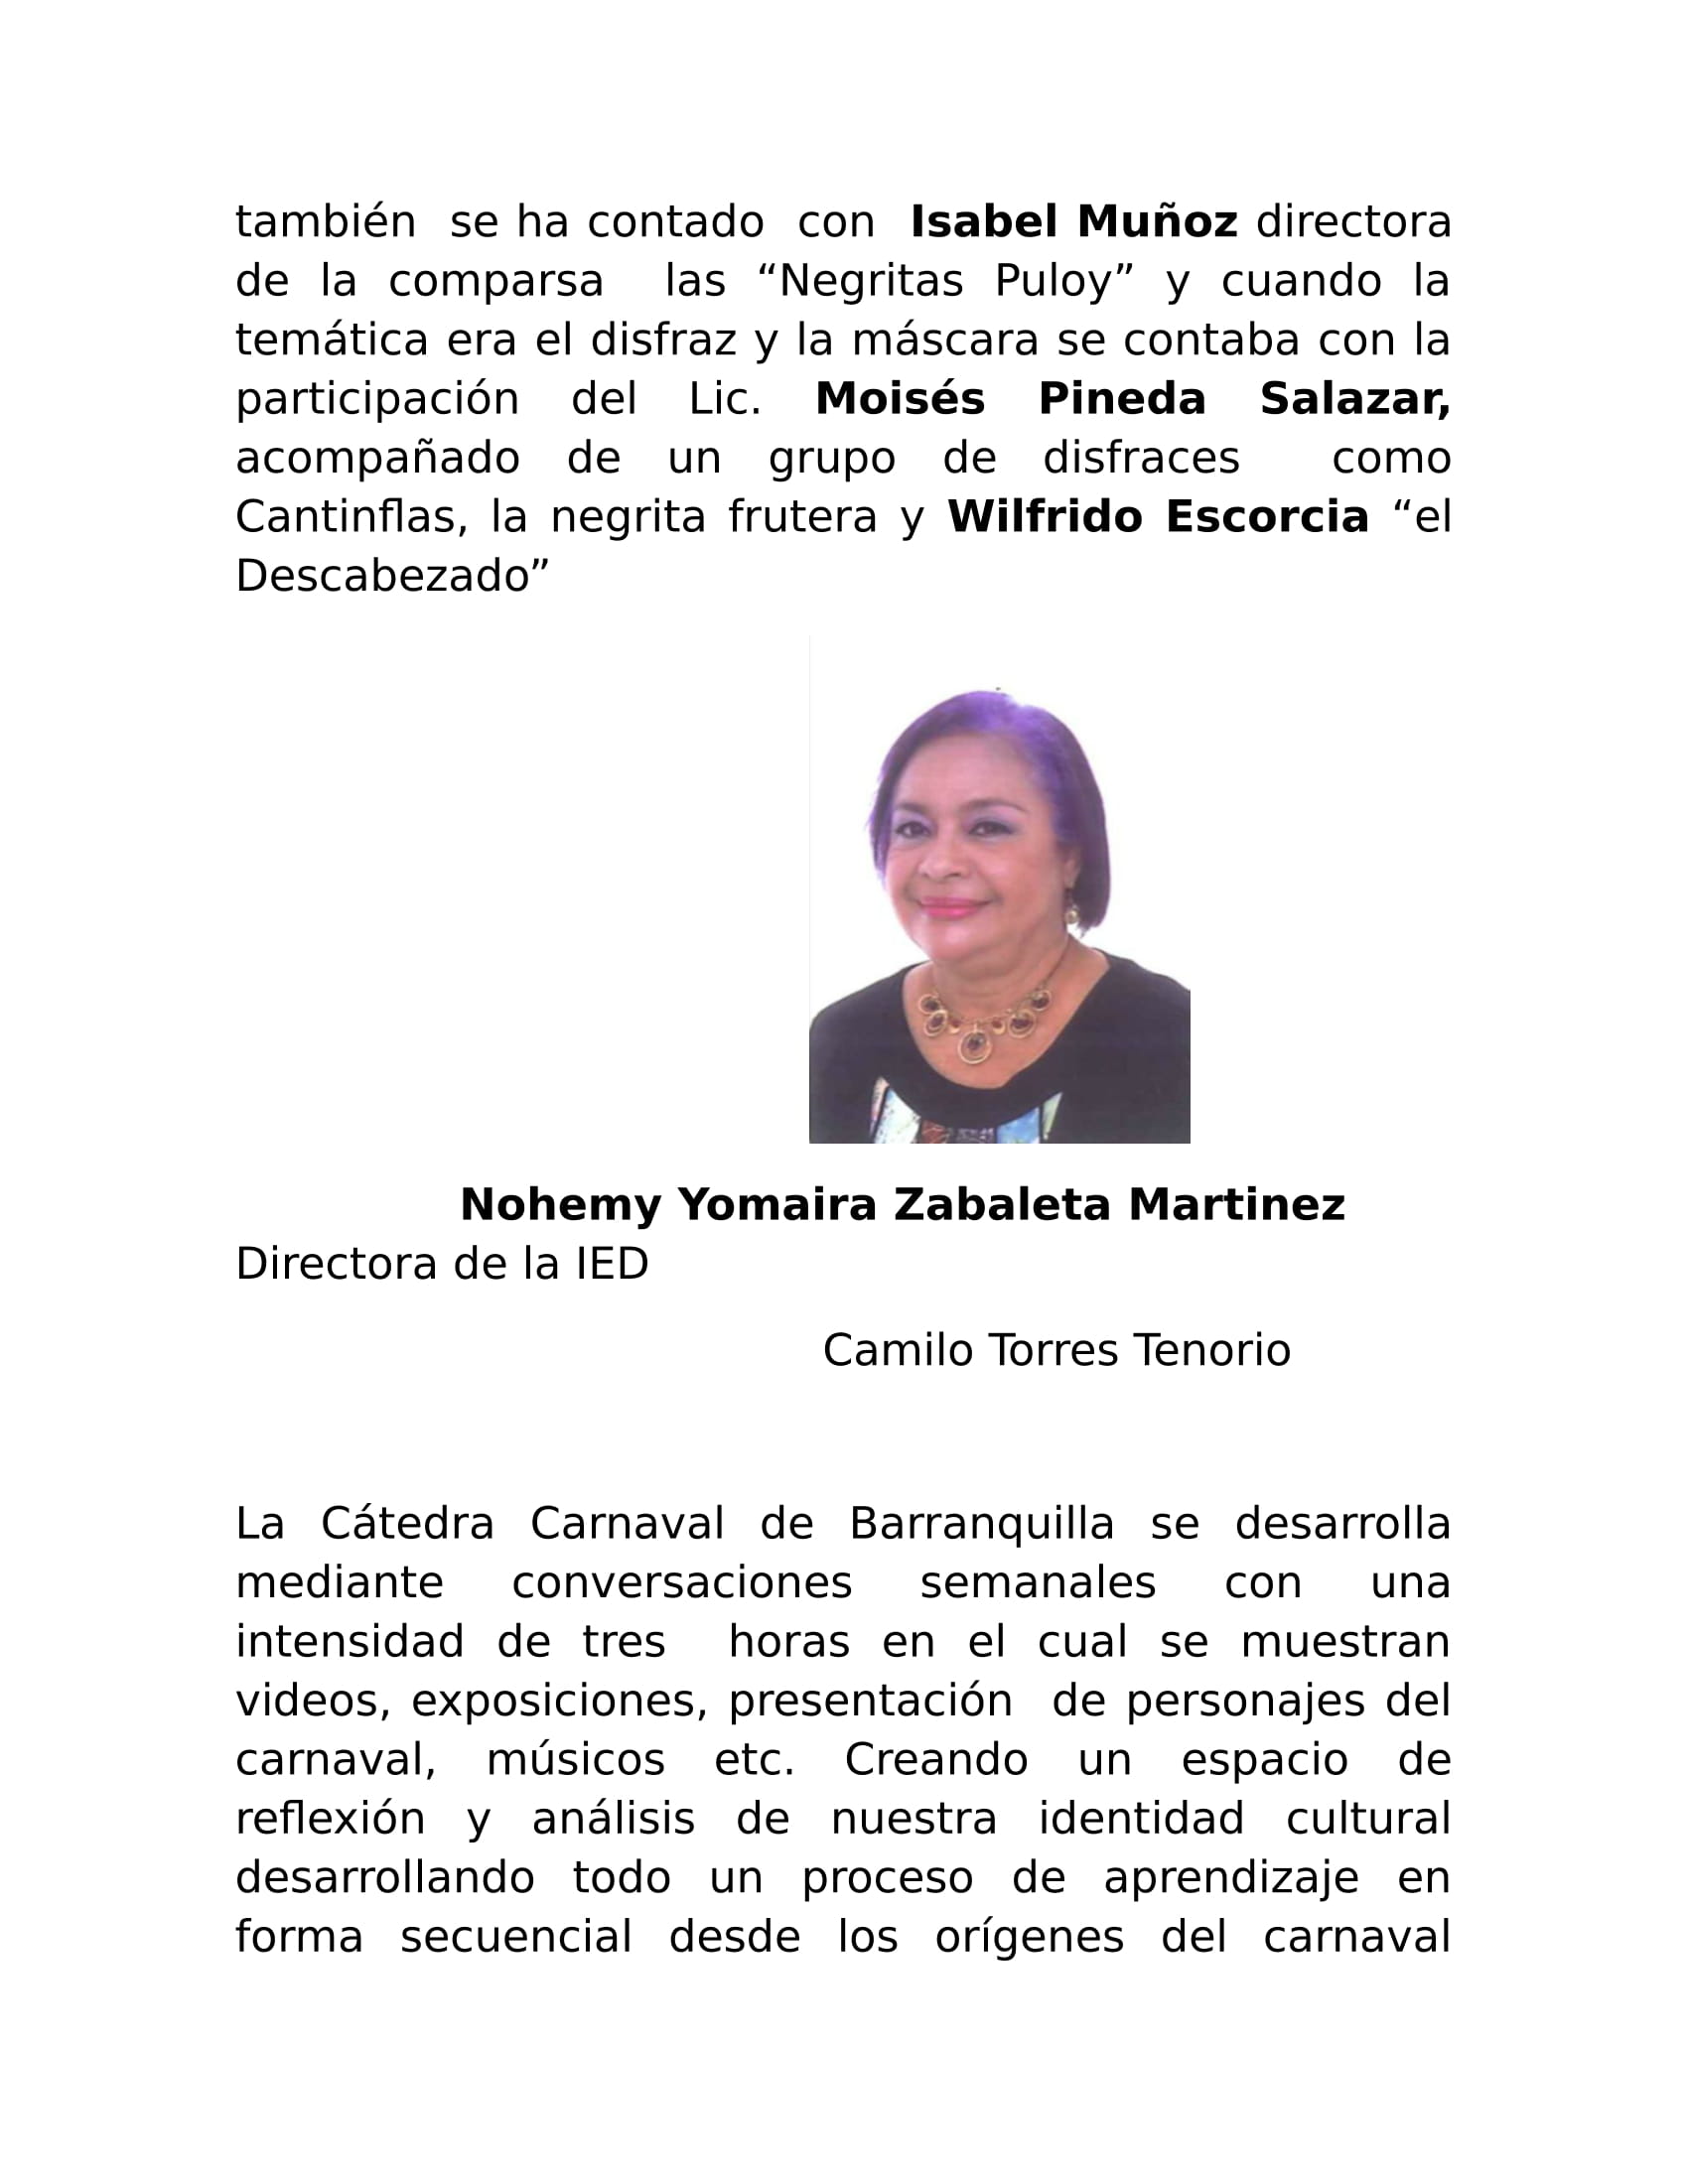 también se ha contado con Isabel Muñoz directora
de la comparsa las “Negritas Puloy” y cuando la
temática era el disfraz y la máscara se contaba con la
participación del Lic. Moisés Pineda Salazar,
acompañado de un grupo de disfraces como
Cantinflas, la negrita frutera y Wilfrido Escorcia “el
Descabezado”
Nohemy Yomaira Zabaleta Martinez
Directora de la IED
Camilo Torres Tenorio
La Cátedra Carnaval de Barranquilla se desarrolla
mediante conversaciones semanales con una
intensidad de tres horas en el cual se muestran
videos, exposiciones, presentación de personajes del
carnaval, músicos etc. Creando un espacio de
reflexión y análisis de nuestra identidad cultural
desarrollando todo un proceso de aprendizaje en
forma secuencial desde los orígenes del carnaval